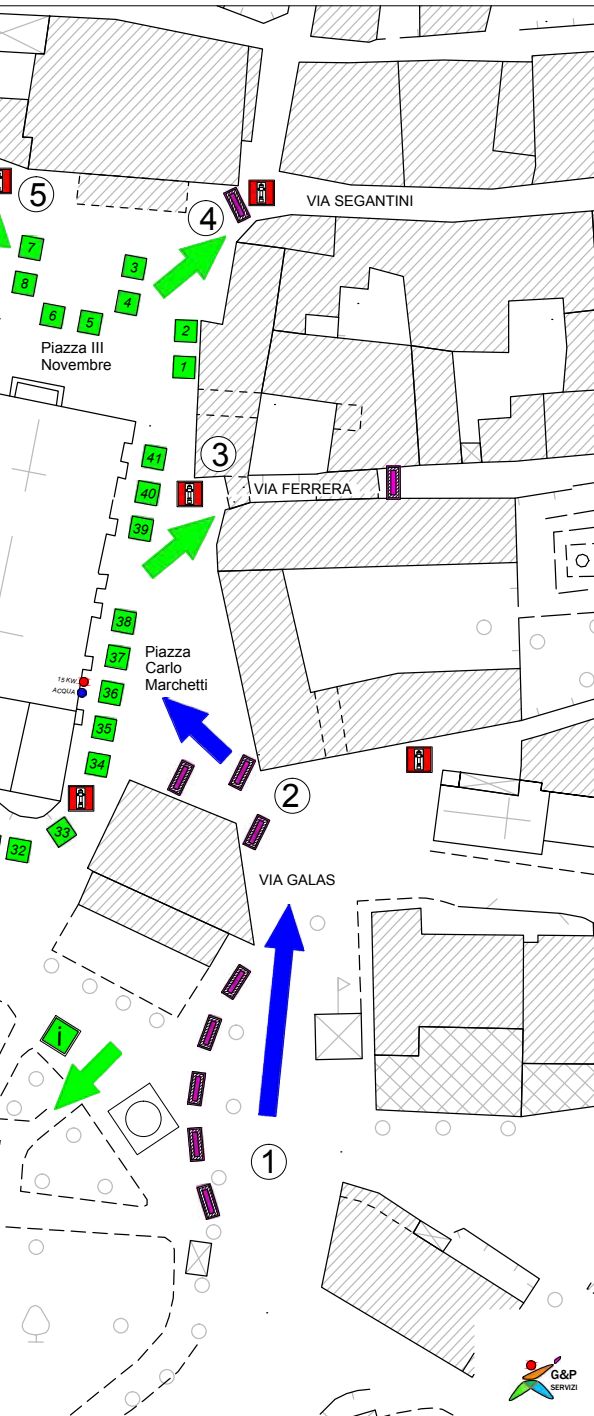 5
4
VIA SEGANTINI
7
3
8
4
6
5
2
1
Piazza III
Novembre
41
3
40
VIA FERRERA
39
38
37
Piazza
Carlo
Marchetti
15 KW
ACQUA
36
35
34
2
33
32
VIA GALAS
i
1
G&P
SERVIZI